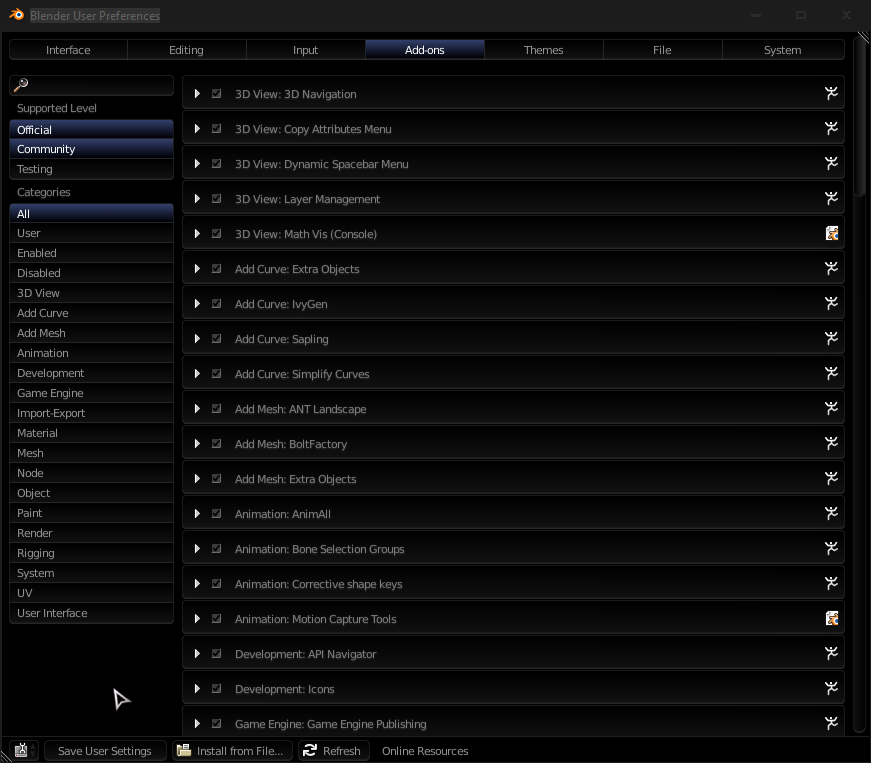 Blender User Preferences
Interface Editing Input Add-ons Themes File System
Supported Level
Official
Community
Testing
Categories
All
User
Enabled
Disabled
3D View
Add Curve
Add Mesh
Animation
Development
Game Engine
Import-Export
Material
Mesh
Node
Object
Paint
Render
Rigging
System
UV
User Interface
3D View: 3D Navigation
3D View: Copy Attributes Menu
3D View: Dynamic Spacebar Menu
3D View: Layer Management
3D View: Math Vis (Console)
Add Curve: Extra Objects
Add Curve: IvyGen
Add Curve: Sapling
Add Curve: Simplify Curves
Add Mesh: ANT Landscape
Add Mesh: BoltFactory
Add Mesh: Extra Objects
Animation: AnimAll
Animation: Bone Selection Groups
Animation: Corrective shape keys
Animation: Motion Capture Tools
Development: API Navigator
Development: Icons
Game Engine: Game Engine Publishing
Save User Settings Install from File... Refresh Online Resources